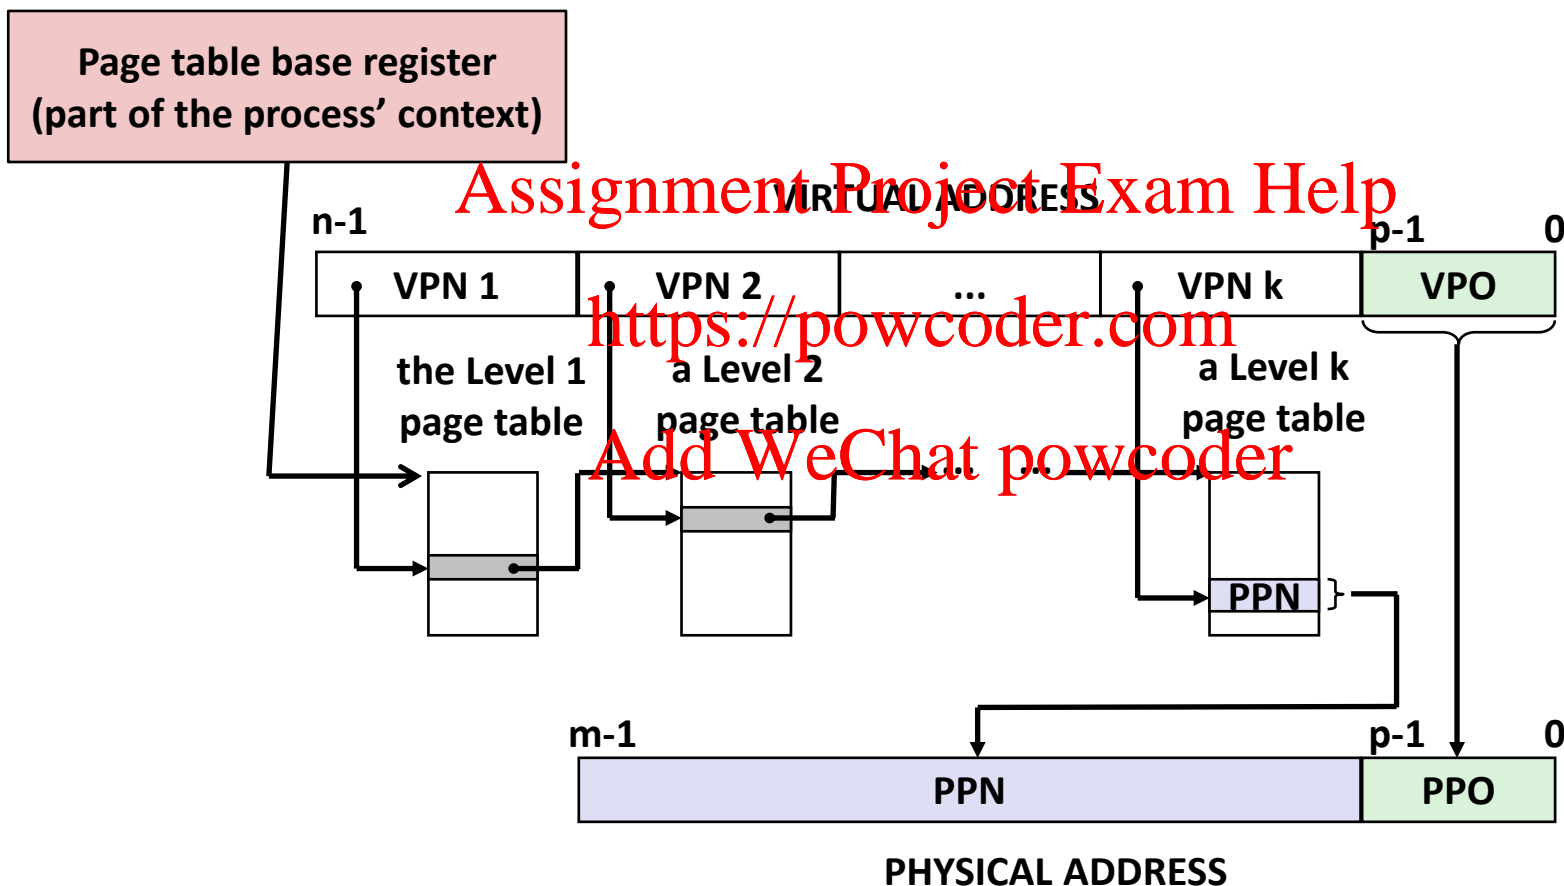 Page table base register
(part of the process’ context)
Assignment Project Exam Help
VIRTUAL ADDRESS
n-1
p-1
0
VPN 1
VPN 2
...
VPN k
VPO
https://powcoder.com
the Level 1
page table
a Level 2
page table
a Level k
page table
Add WeChat powcoder
...
...
PPN
m-1
p-1
0
PPN
PPO
PHYSICAL ADDRESS